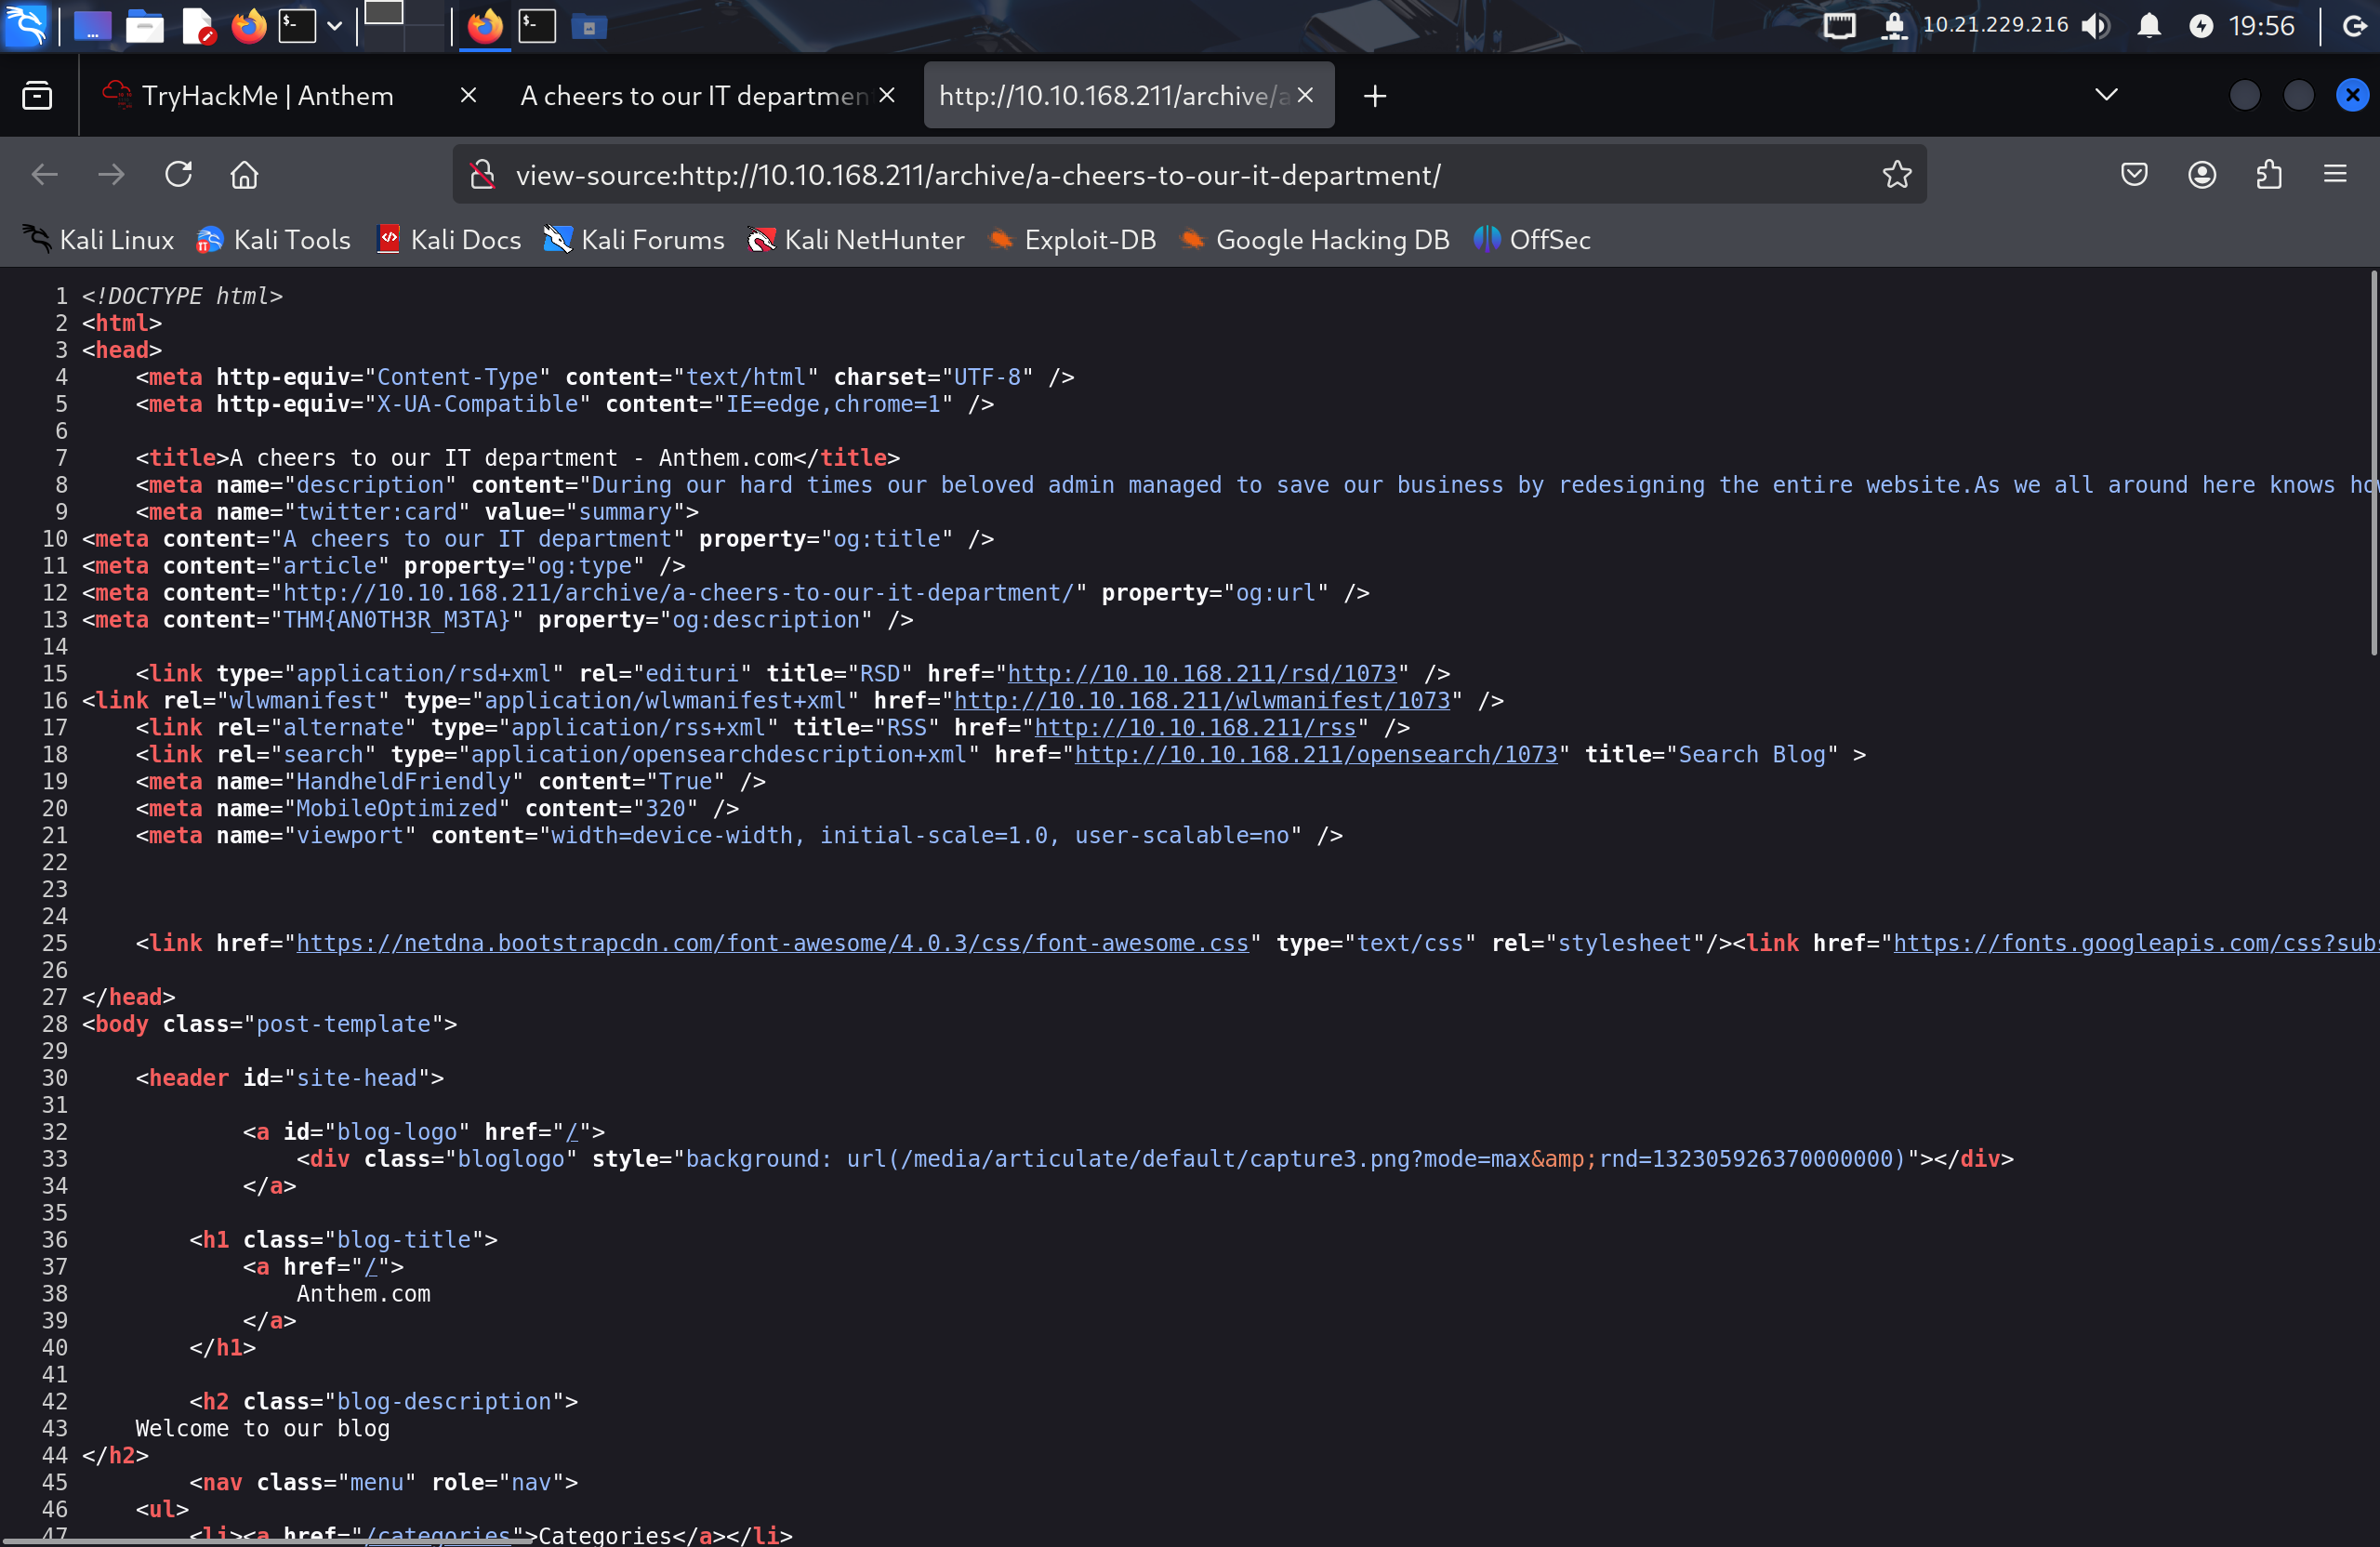 10.21.229.216
19:56
TryHackMe | Anthem
A cheers to our IT departmen
http://10.10.168.211/archive/a
view-source:http://10.10.168.211/archive/a-cheers-to-our-it-department/
Kali Linux
Kali Tools
Kali Docs
Kali Forums
Kali NetHunter
Exploit-DB
Google Hacking DB
OffSec
1 <!DOCTYPE html>
2 <html>
3 <head>
4     <meta http-equiv="Content-Type" content="text/html" charset="UTF-8" />
5     <meta http-equiv="X-UA-Compatible" content="IE=edge,chrome=1" />
6
7     <title>A cheers to our IT department - Anthem.com</title>
8     <meta name="description" content="During our hard times our beloved admin managed to save our business by redesigning the entire website.As we all around here knows ho
9     <meta name="twitter:card" value="summary">
10 <meta content="A cheers to our IT department" property="og:title" />
11 <meta content="article" property="og:type" />
12 <meta content="http://10.10.168.211/archive/a-cheers-to-our-it-department/" property="og:url" />
13 <meta content="THM{AN0TH3R_M3TA}" property="og:description" />
14
15     <link type="application/rsd+xml" rel="edituri" title="RSD" href="http://10.10.168.211/rsd/1073" />
16 <link rel="wlwmanifest" type="application/wlwmanifest+xml" href="http://10.10.168.211/wlwmanifest/1073" />
17     <link rel="alternate" type="application/rss+xml" title="RSS" href="http://10.10.168.211/rss" />
18     <link rel="search" type="application/opensearchdescription+xml" href="http://10.10.168.211/opensearch/1073" title="Search Blog" >
19     <meta name="HandheldFriendly" content="True" />
20     <meta name="MobileOptimized" content="320" />
21     <meta name="viewport" content="width=device-width, initial-scale=1.0, user-scalable=no" />
22
23
24
25     <link href="https://netdna.bootstrapcdn.com/font-awesome/4.0.3/css/font-awesome.css" type="text/css" rel="stylesheet"/><link href="https://fonts.googleapis.com/css?subs
26
27 </head>
28 <body class="post-template">
29
30     <header id="site-head">
31
32             <a id="blog-logo" href="/">
33                 <div class="bloglogo" style="background: url(/media/articulate/default/capture3.png?mode=max&amp;rnd=132305926370000000)"></div>
34             </a>
35
36         <h1 class="blog-title">
37             <a href="/">
38                 Anthem.com
39             </a>
40         </h1>
41
42         <h2 class="blog-description">
43     Welcome to our blog
44 </h2>
45         <nav class="menu" role="nav">
46     <ul>
47         <li><a href="/categories">Categories</a></li>